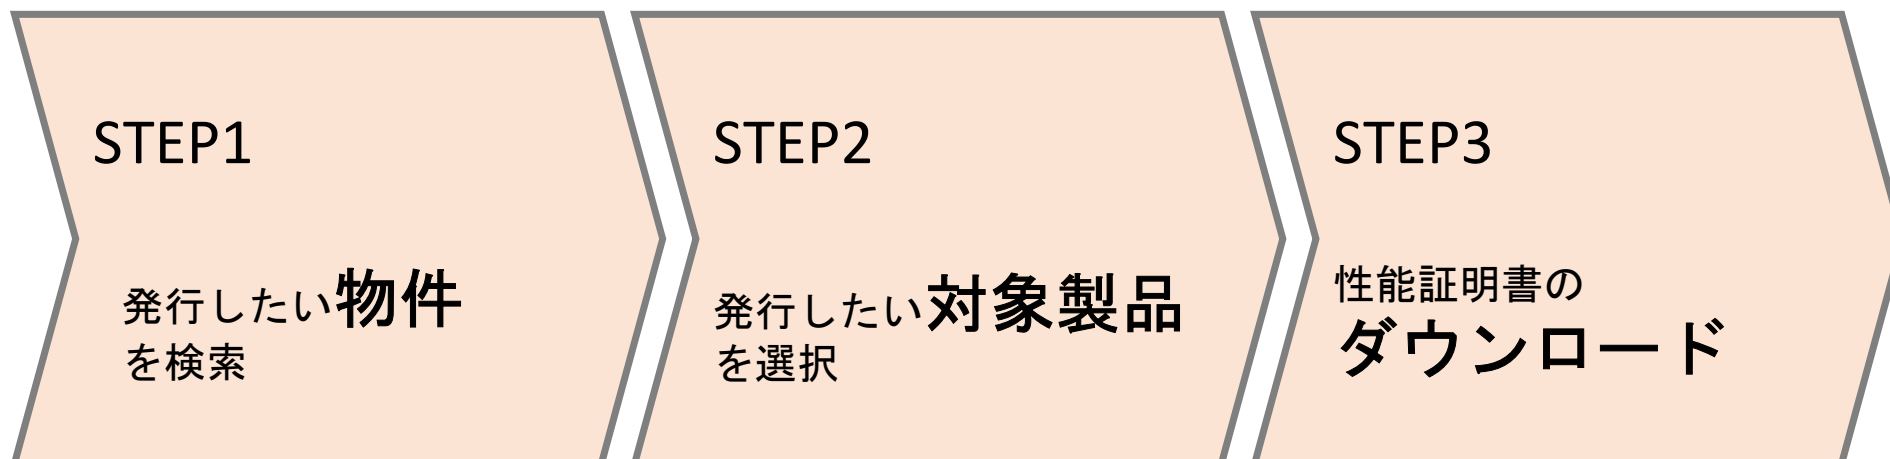 STEP1
発行したい物件
を検索
STEP2
発行したい対象製品
を選択
STEP3
性能証明書の
ダウンロード